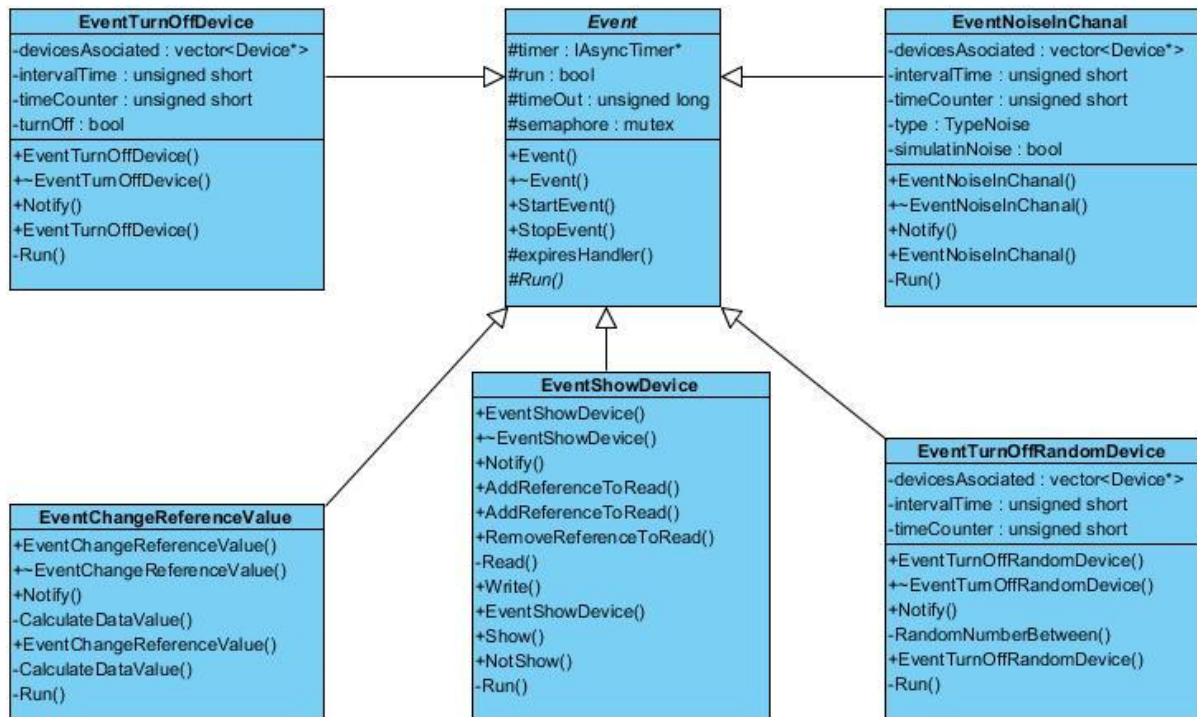 EventTurnOffDevice
-devicesAsociated : vector<Device*>
-intervalTime : unsigned short
-timeCounter : unsigned short
-turnOff : bool
+EventTurnOffDevice()
+~EventTurnOffDevice()
+Notify()
+EventTurnOffDevice()
-Run()
Event
#timer : IAsyncTimer*
#run : bool
#timeOut : unsigned long
#semaphore : mutex
+Event()
+~Event()
+StartEvent()
+StopEvent()
#expiresHandler()
#Run()
EventNoiseInChanal
-devicesAsociated : vector<Device*>
-intervalTime : unsigned short
-timeCounter : unsigned short
-type : TypeNoise
-simulatinNoise : bool
+EventNoiseInChanal()
+~EventNoiseInChanal()
+Notify()
+EventNoiseInChanal()
-Run()
EventChangeReferenceValue
+EventChangeReferenceValue()
+~EventChangeReferenceValue()
+Notify()
-CalculateDataValue()
+EventChangeReferenceValue()
-CalculateDataValue()
-Run()
EventShowDevice
+EventShowDevice()
+~EventShowDevice()
+Notify()
+AddReferenceToRead()
+AddReferenceToRead()
+RemoveReferenceToRead()
-Read()
+Write()
+EventShowDevice()
+Show()
+NotShow()
-Run()
EventTurnOffRandomDevice
-devicesAsociated : vector<Device*>
-intervalTime : unsigned short
-timeCounter : unsigned short
+EventTurnOffRandomDevice()
+~EventTurnOffRandomDevice()
+Notify()
-RandomNumberBetween()
+EventTurnOffRandomDevice()
-Run()